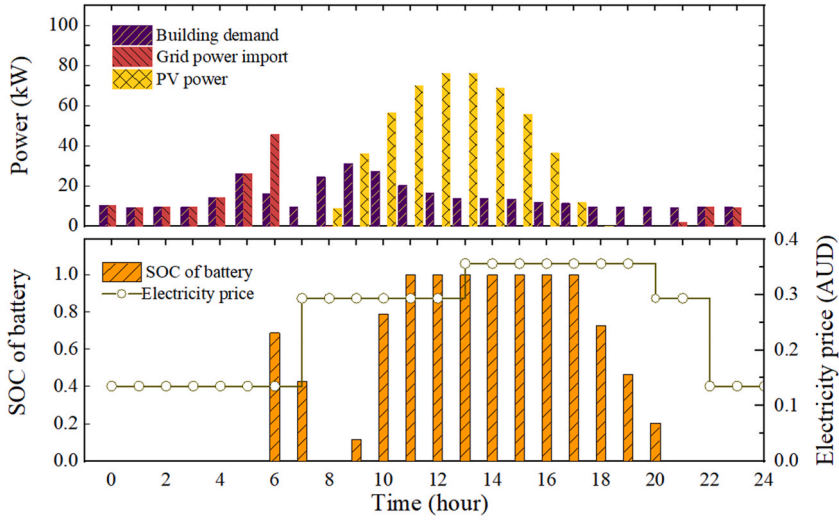 100
80
60
40
20
0
Power (kW)
Building demand
Grid power import
PV power
1.0
0.8
0.6
0.4
0.2
0.0
SOC of battery
SOC of battery
Electricity price
0.4
0.3
0.2
0.1
0.0
Electricity price (AUD)
0 2 4 6 8 10 12 14 16 18 20 22 24
Time (hour)